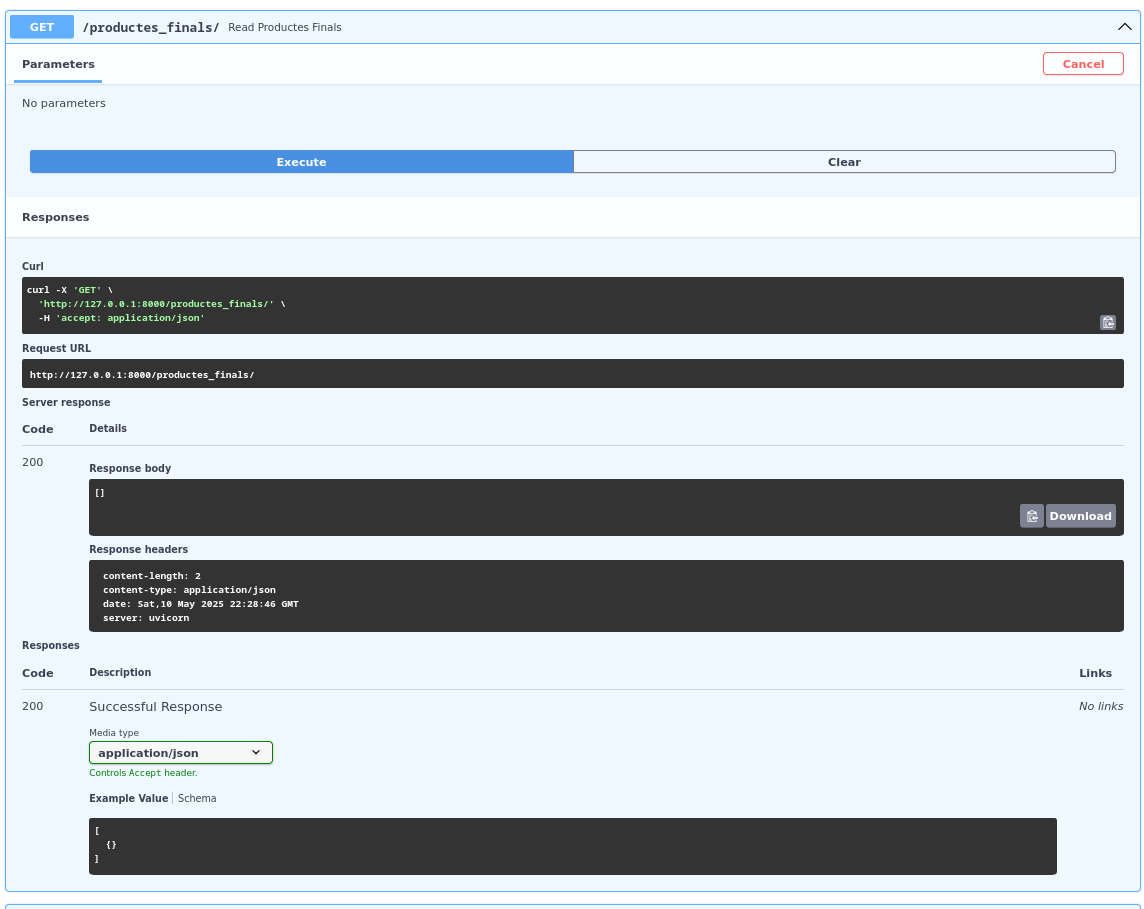 GET /productes_finals/ Read Productes Finals
Parameters Cancel
No parameters
Execute Clear
Responses
Curl
curl -X 'GET' \
'http://127.0.0.1:8000/productes_finals/' \
-H 'accept: application/json'
Request URL
http://127.0.0.1:8000/productes_finals/
Server response
Code Details
200
Response body
[]
Download
Response headers
content-length: 2
content-type: application/json
date: Sat,10 May 2025 22:28:46 GMT
server: uvicorn
Responses
Code Description Links
200 Successful Response No links
Media type
application/json
Controls Accept header.
Example Value Schema
[
{}
]